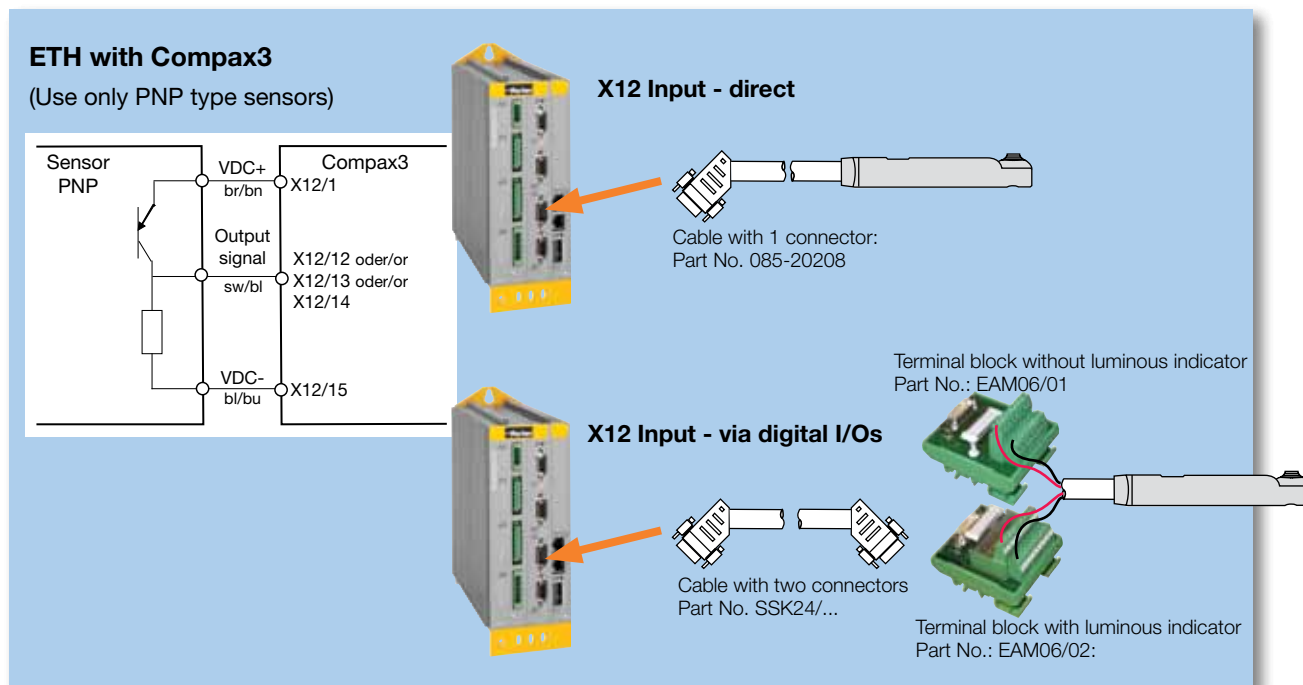 ETH with Compax3
(Use only PNP type sensors)
Sensor
PNP
VDC+
br/bn
Compax3
X12/1
Output
signal
sw/bl
X12/12 oder/or
X12/13 oder/or
X12/14
VDC-
bl/bu
X12/15
X12 Input - direct
Cable with 1 connector:
Part No. 085-20208
Terminal block without luminous indicator
Part No.: EAM06/01
X12 Input - via digital I/Os
Cable with two connectors
Part No. SSK24/...
Terminal block with luminous indicator
Part No.: EAM06/02: